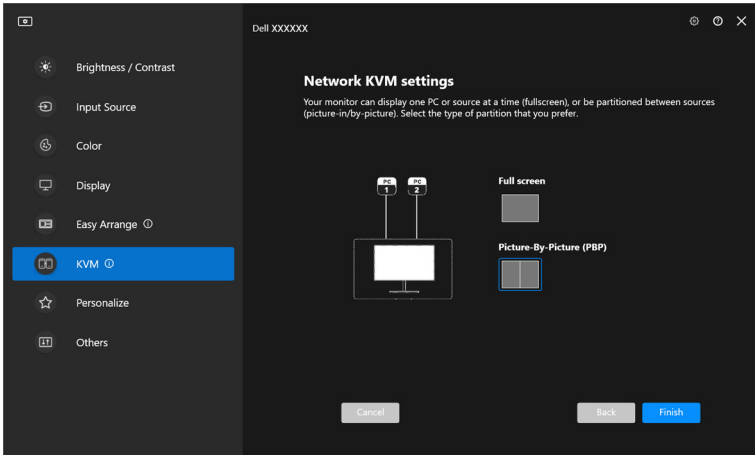 Dell XXXXXX
Brightness / Contrast
Input Source
Color
Display
Easy Arrange
KVM
Personalize
Others
Network KVM settings
Your monitor can display one PC or source at a time (fullscreen), or be partitioned between sources
(picture-in/by-picture). Select the type of partition that you prefer.
PC
1
PC
2
Full screen
Picture-By-Picture (PBP)
Cancel
Back
Finish